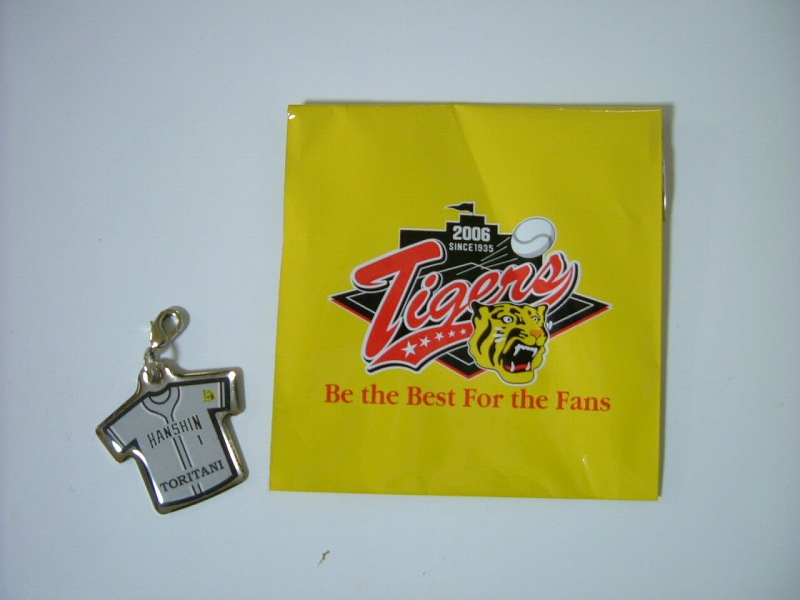 2006
SINCE1935
Tigers
Be the Best For the Fans
HANSHIN
1
TORITANI